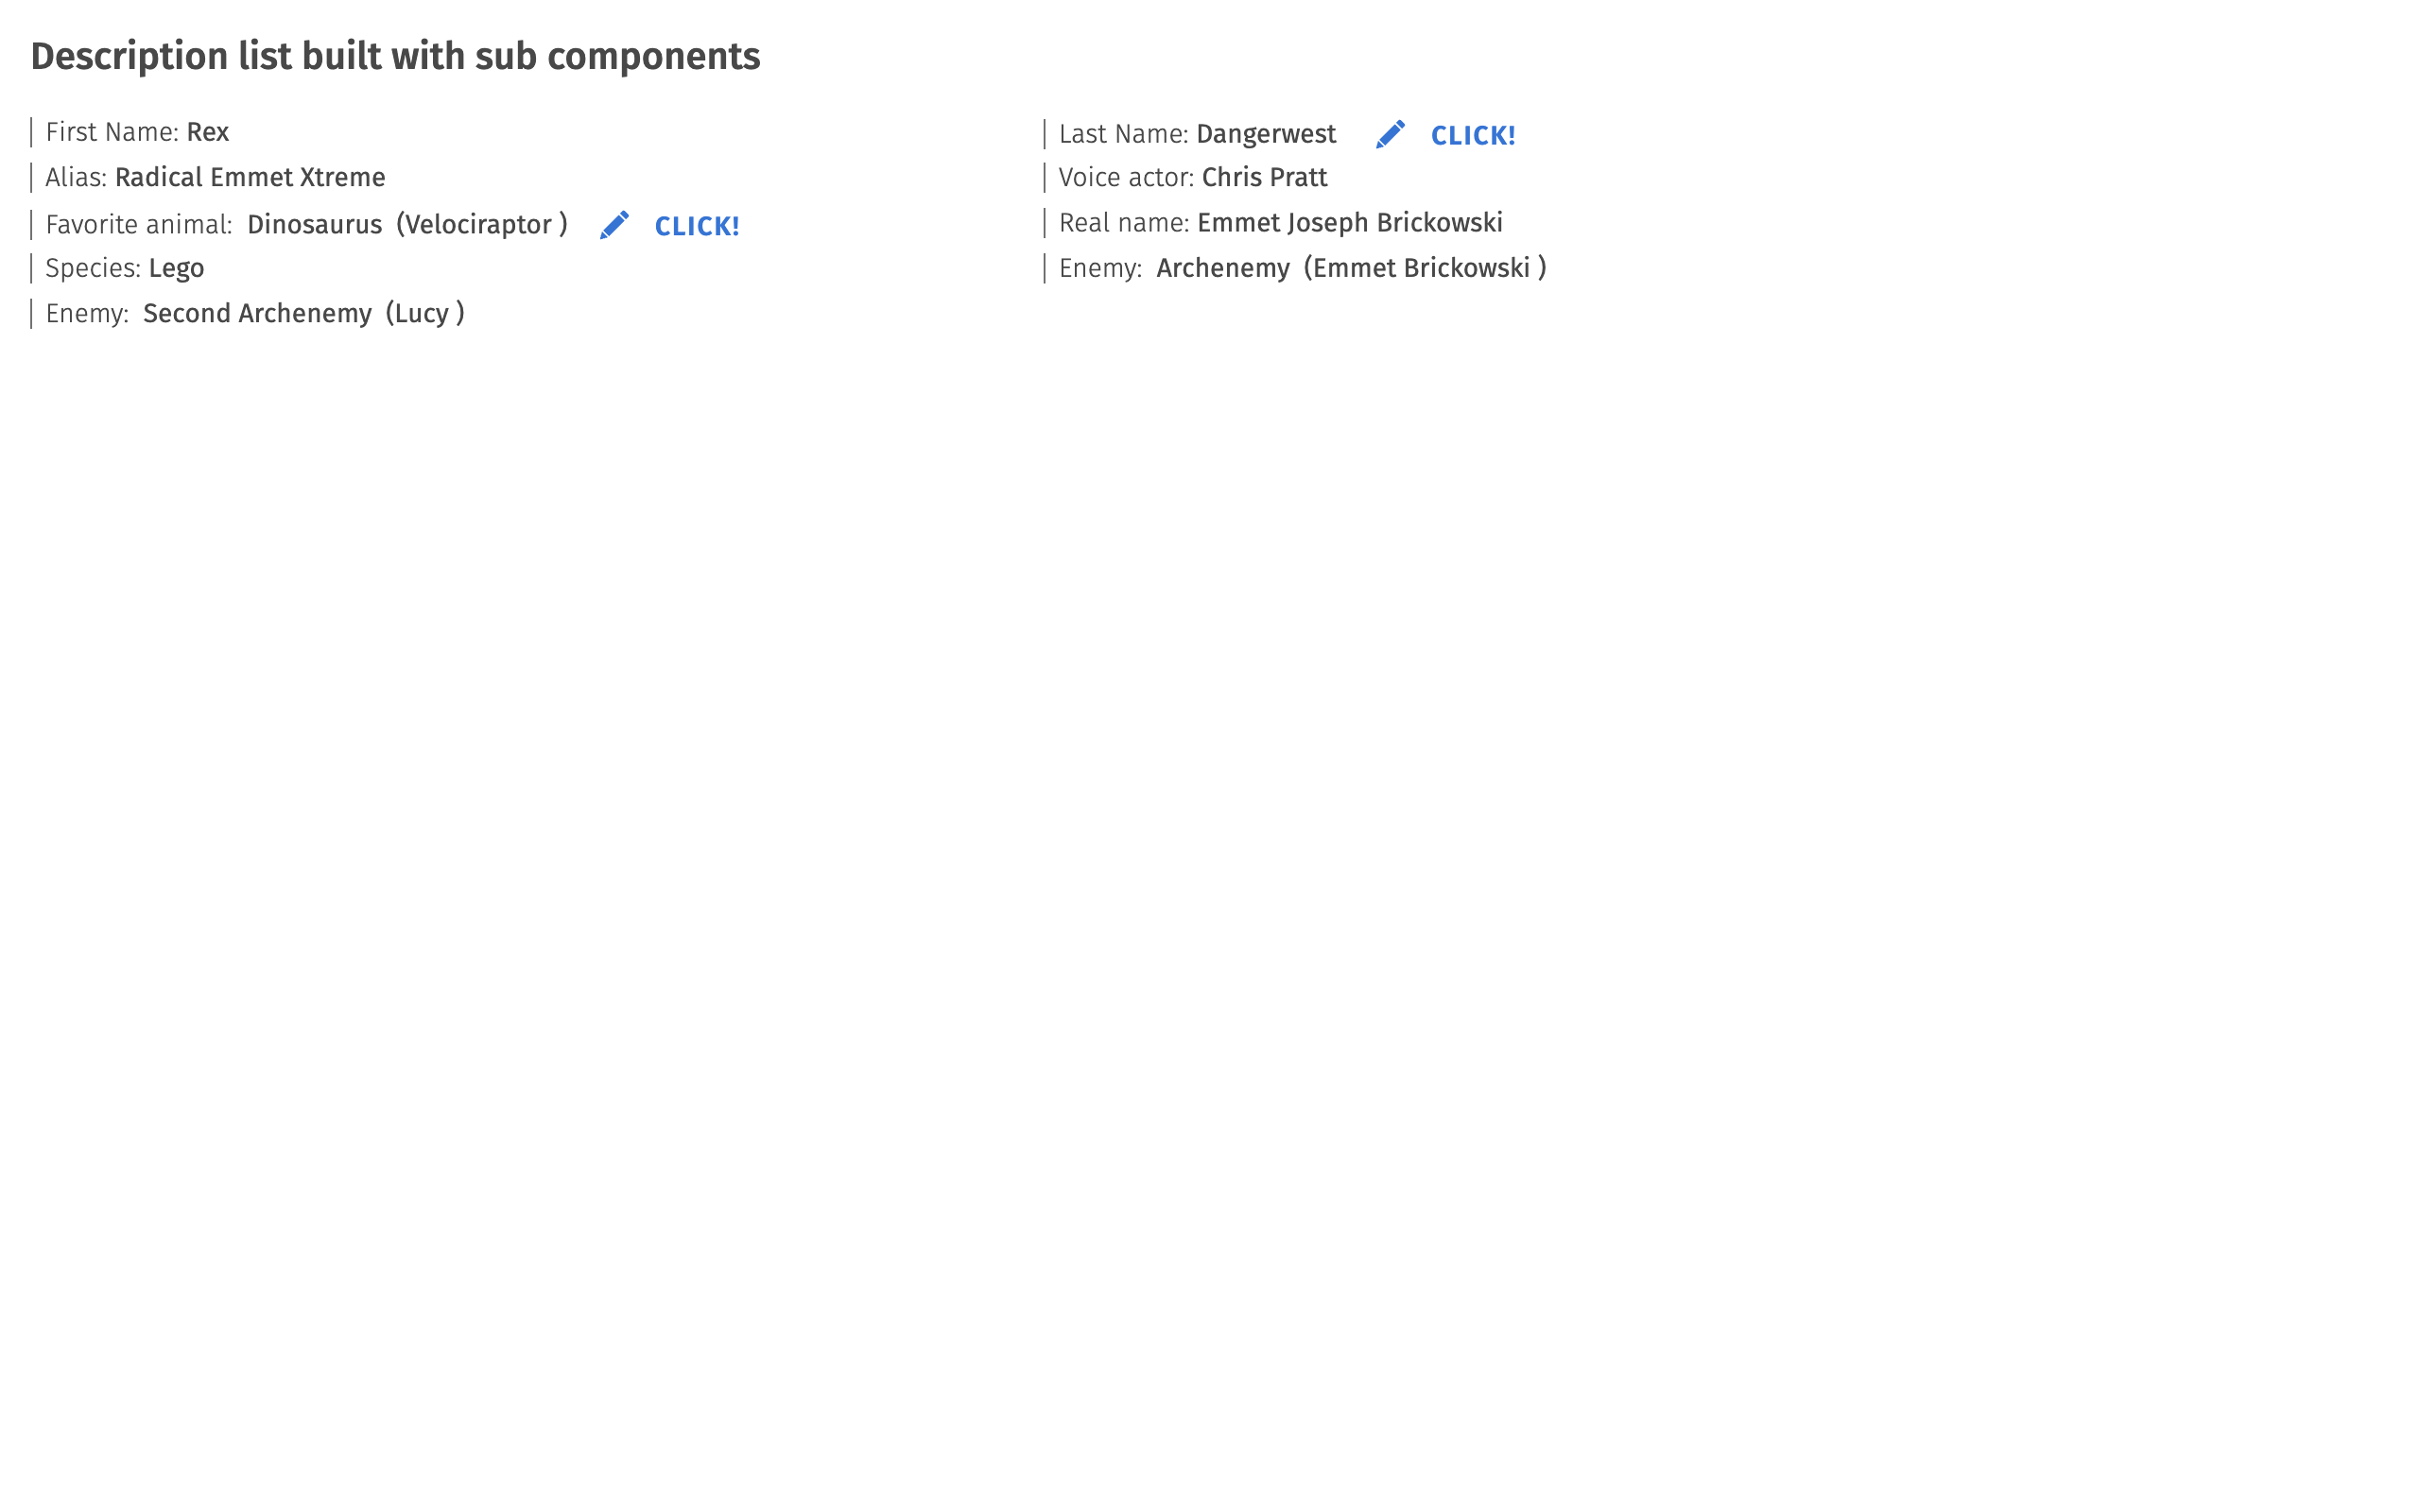 Description list built with sub components
First Name: Rex
Last Name: Dangerwest CLICK!
Alias: Radical Emmet Xtreme
Voice actor: Chris Pratt
Favorite animal: Dinosaurus (Velociraptor ) CLICK!
Real name: Emmet Joseph Brickowski
Species: Lego
Enemy: Archenemy (Emmet Brickowski )
Enemy: Second Archenemy (Lucy )